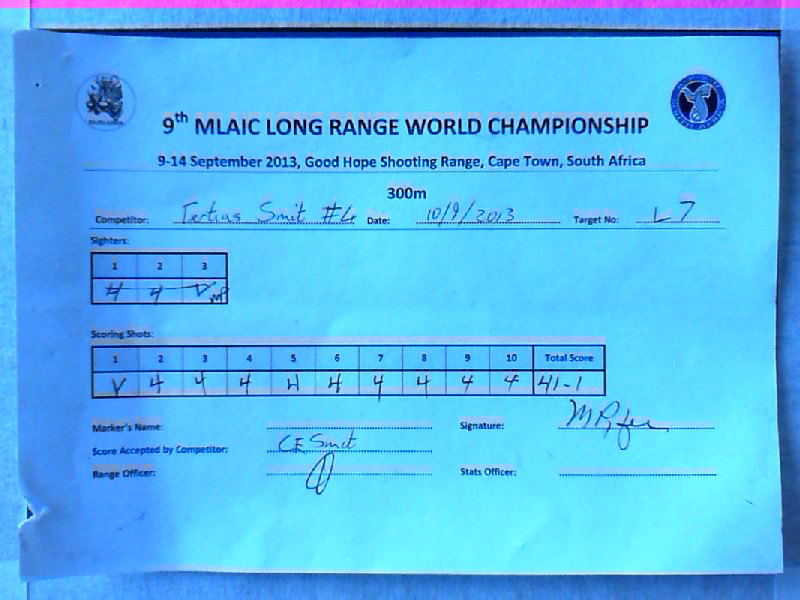 9th MLAIC LONG RANGE WORLD CHAMPIONSHIP
9-14 September 2013, Good Hope Shooting Range, Cape Town, South Africa
300m
Competitor: Tertius Smit #4 Date: 10/9/2013 Target No: L7
Sighters:
1 2 3
4 4 V
Scoring Shots:
1 2 3 4 5 6 7 8 9 10 Total Score
V 4 4 4 4 4 4 4 4 4 41-1
Marker's Name: Signature:
Score Accepted by Competitor: CE Smit
Range Officer: Stats Officer: